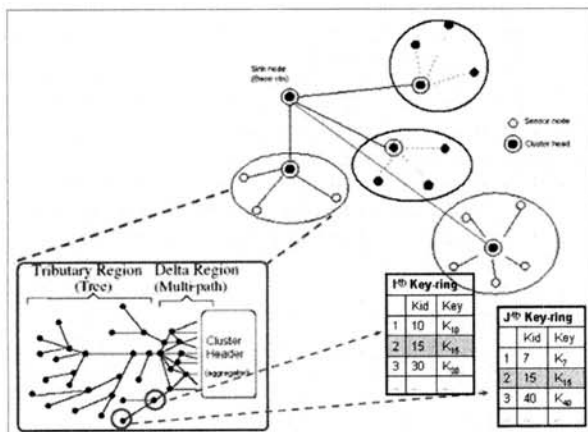 Sink node
(Base stn)
Sensor node
Cluster head
Tributary Region
(Tree)
Delta Region
(Multi-path)
Cluster
Header
(aggregator)
Ith Key-ring
Kid Key
1 10 K10
2 15 K15
3 30 K30
Jth Key-ring
Kid Key
1 7 K7
2 15 K15
3 40 K40